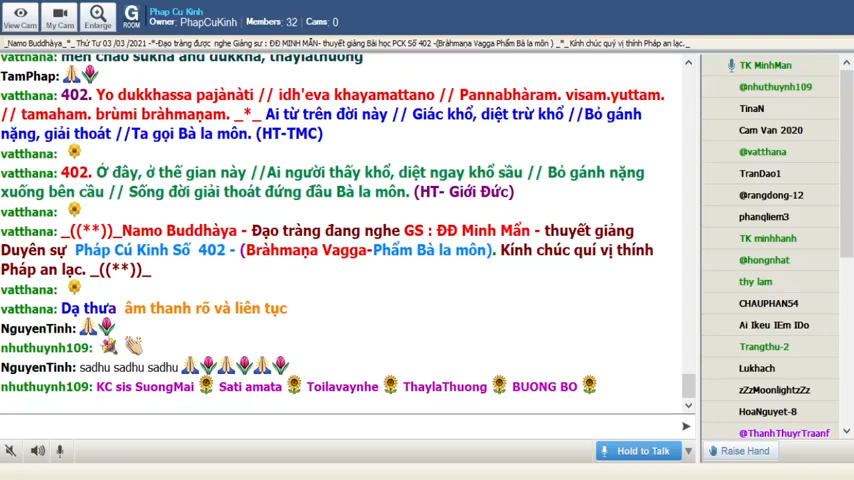 View Cam
My Cam
Enlarge
G
ROOM
Phap Cu Kinh
Owner: PhapCuKinh Members: 32 Cams: 0
_Namo Buddhàya_*_ Thứ Tư 03 /03 /2021 -*-Đạo tràng được nghe Giảng sư : ĐĐ MINH MẪN- thuyết giảng Bài học PCK Số 402 -(Bràhmaṇa Vagga Phẩm Bà la môn ) _*_ Kính chúc quý vị thính Pháp an lạc._
mến chào sukha and dukkha, thaylathuong
TamPhap:
vatthana: 402. Yo dukkhassa pajànàti // idh'eva khayamattano // Pannabhàram. visam.yuttam.
// tamaham. brùmi bràhmaṇam. _*_ Ai từ trên đời này // Giác khổ, diệt trừ khổ //Bỏ gánh
nặng, giải thoát //Ta gọi Bà la môn. (HT-TMC)
vatthana:
vatthana: 402. Ở đây, ở thế gian này //Ai người thấy khổ, diệt ngay khổ sầu // Bỏ gánh nặng
xuống bên cầu // Sống đời giải thoát đứng đầu Bà la môn. (HT- Giới Đức)
vatthana:
vatthana: _((**))_Namo Buddhàya - Đạo tràng đang nghe GS : ĐĐ Minh Mẩn - thuyết giảng
Duyên sự Pháp Cú Kinh Số 402 - (Bràhmaṇa Vagga-Phẩm Bà la môn). Kính chúc quí vị thính
Pháp an lạc. _((**))_
vatthana:
vatthana: Dạ thưa âm thanh rõ và liên tục
NguyenTinh:
nhuthuynh109:
NguyenTinh: sadhu sadhu sadhu
nhuthuynh109: KC sis SuongMai Sati amata Toilavaynhe ThaylaThuong BUONG BO
Hold to Talk
Raise Hand
TK MinhMan
@nhuthuynh109
TinaN
Cam Van 2020
@vatthana
TranDao1
@rangdong-12
phanqliem3
TK minhhanh
@hongnhat
thy lam
CHAUPHAN54
Ai Ikeu IEm IDo
Trangthu-2
Lukhach
zZzMoonlightzZz
HoaNguyet-8
@ThanhThuyrTraanf